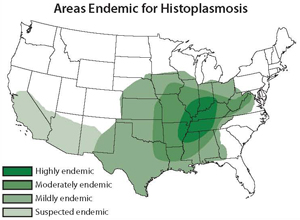 Areas Endemic for Histoplasmosis
Highly endemic
Moderately endemic
Mildly endemic
Suspected endemic